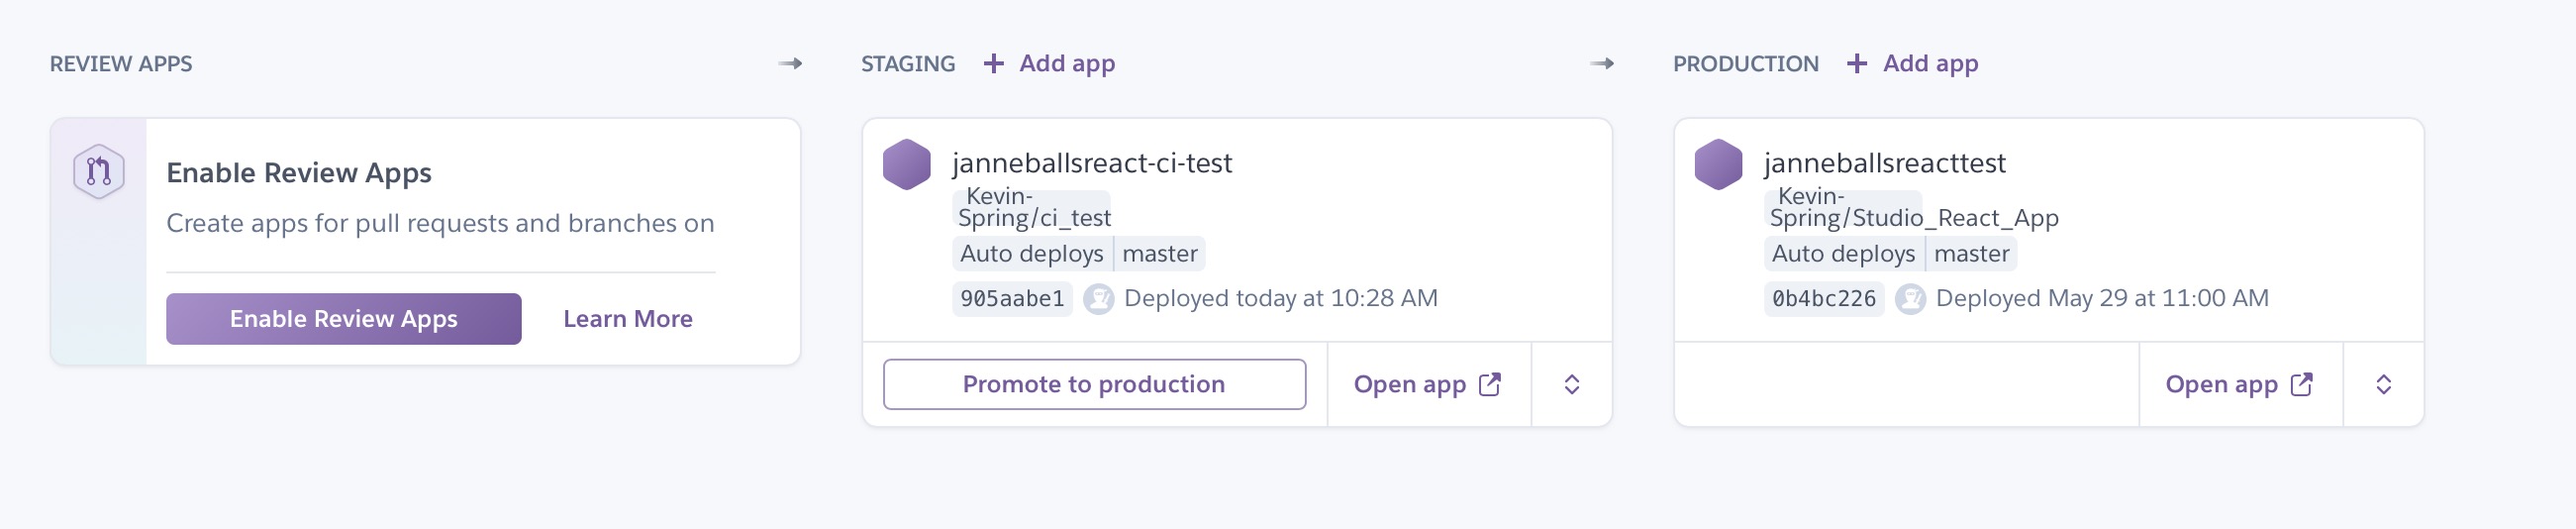 REVIEW APPS
Enable Review Apps
Create apps for pull requests and branches on
Enable Review Apps Learn More
STAGING + Add app
janneballsreact-ci-test
Kevin-
Spring/ci_test
Auto deploys master
905aabe1 Deployed today at 10:28 AM
Promote to production Open app
PRODUCTION + Add app
janneballsreacttest
Kevin-
Spring/Studio_React_App
Auto deploys master
0b4bc226 Deployed May 29 at 11:00 AM
Open app